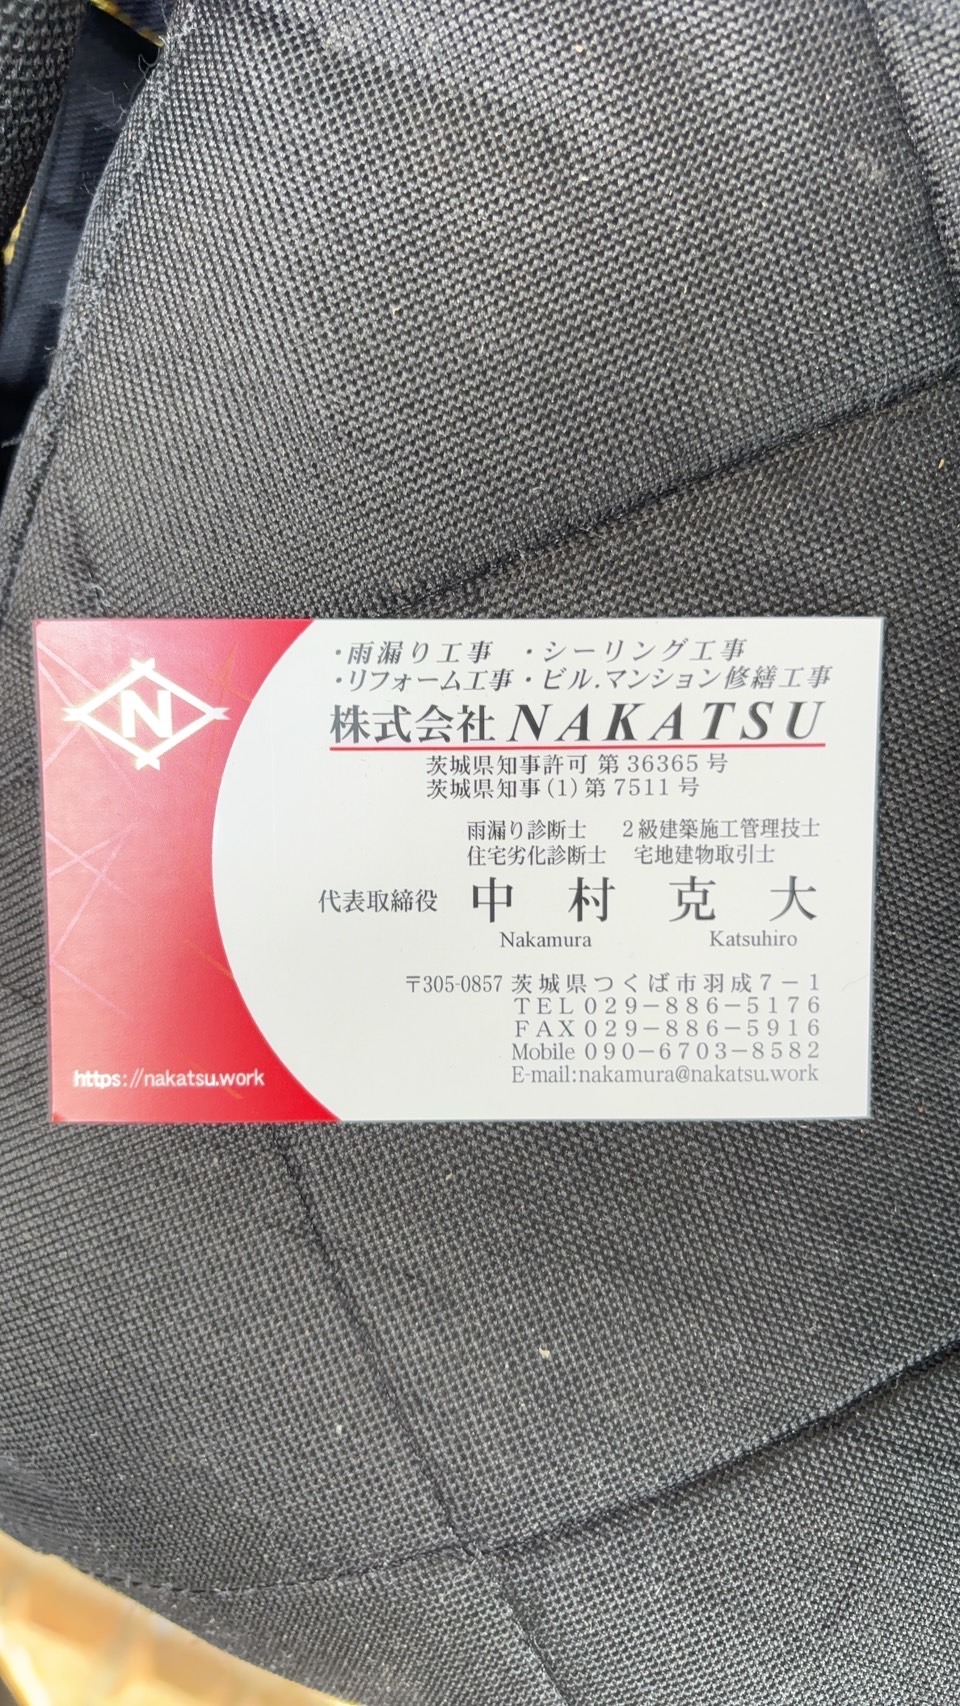 N
・雨漏り工事　・シーリング工事
・リフォーム工事・ビル.マンション修繕工事
株式会社NAKATSU
茨城県知事許可 第36365号
茨城県知事(1)第7511号
雨漏り診断士　2級建築施工管理技士
住宅劣化診断士　宅地建物取引士
代表取締役　中村克大
Nakamura　Katsuhiro
〒305-0857 茨城県つくば市羽成7－1
TEL 029－886－5176
FAX 029－886－5916
Mobile 090－6703－8582
E-mail:nakamura@nakatsu.work
https://nakatsu.work